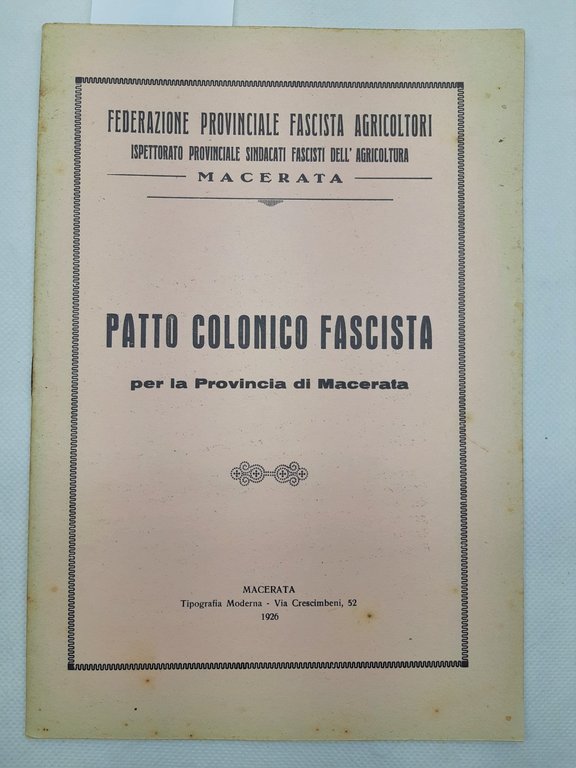 FEDERAZIONE PROVINCIALE FASCISTA AGRICOLTORI
ISPETTORATO PROVINCIALE SINDACATI FASCISTI DELL' AGRICOLTURA
MACERATA
PATTO COLONICO FASCISTA
per la Provincia di Macerata
MACERATA
Tipografia Moderna - Via Crescimbeni, 52
1926